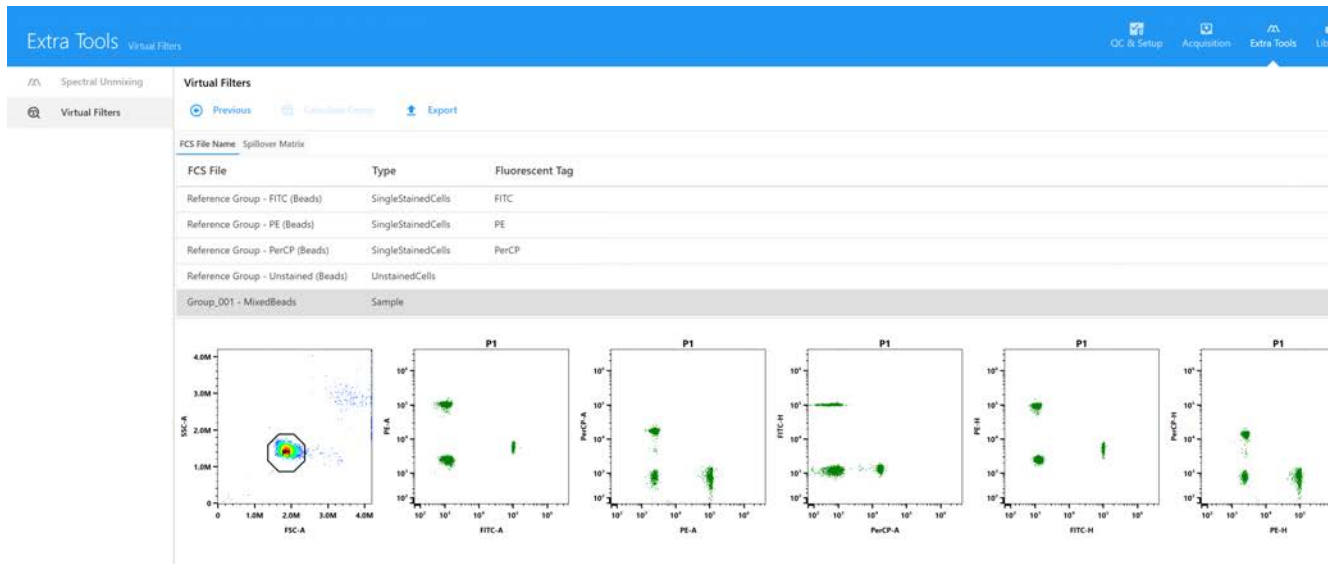 Extra Tools Virtual Filters
QC & Setup Acquisition Extra Tools Lib
Spectral Unmixing
Virtual Filters
Virtual Filters
Previous Export
FCS File Name Spillover Matrix
FCS File Type Fluorescent Tag
Reference Group - FITC (Beads) SingleStainedCells FITC
Reference Group - PE (Beads) SingleStainedCells PE
Reference Group - PerCP (Beads) SingleStainedCells PerCP
Reference Group - Unstained (Beads) UnstainedCells
Group_001 - MixedBeads Sample
P1 P1 P1 P1 P1
4.0M
3.0M
2.0M
1.0M
0
SSC-A PE-A PerCP-A FITC-H PE-H PerCP-H
0 1.0M 2.0M 3.0M 4.0M
FSC-A FITC-A PE-A PerCP-A FITC-H PE-H